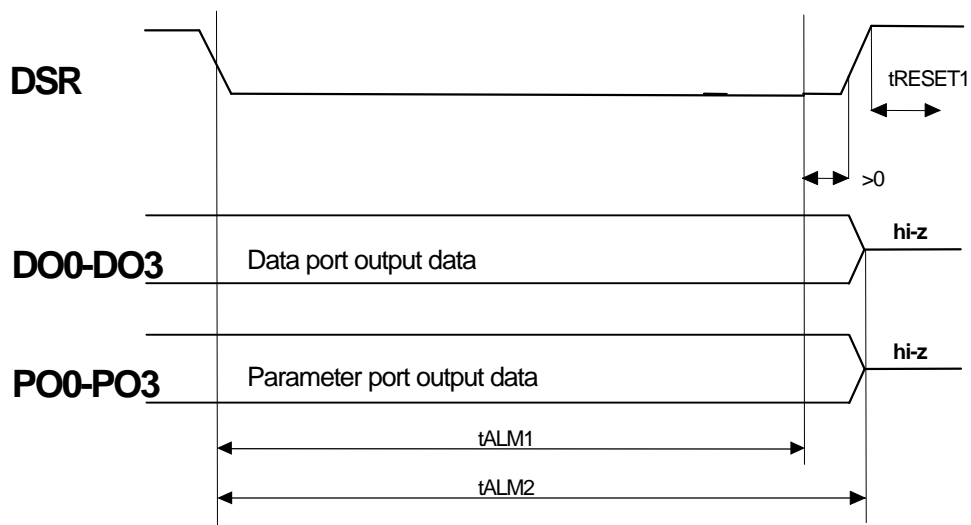 DSR
tRESET1
>0
hi-z
DO0-DO3
Data port output data
hi-z
PO0-PO3
Parameter port output data
tALM1
tALM2